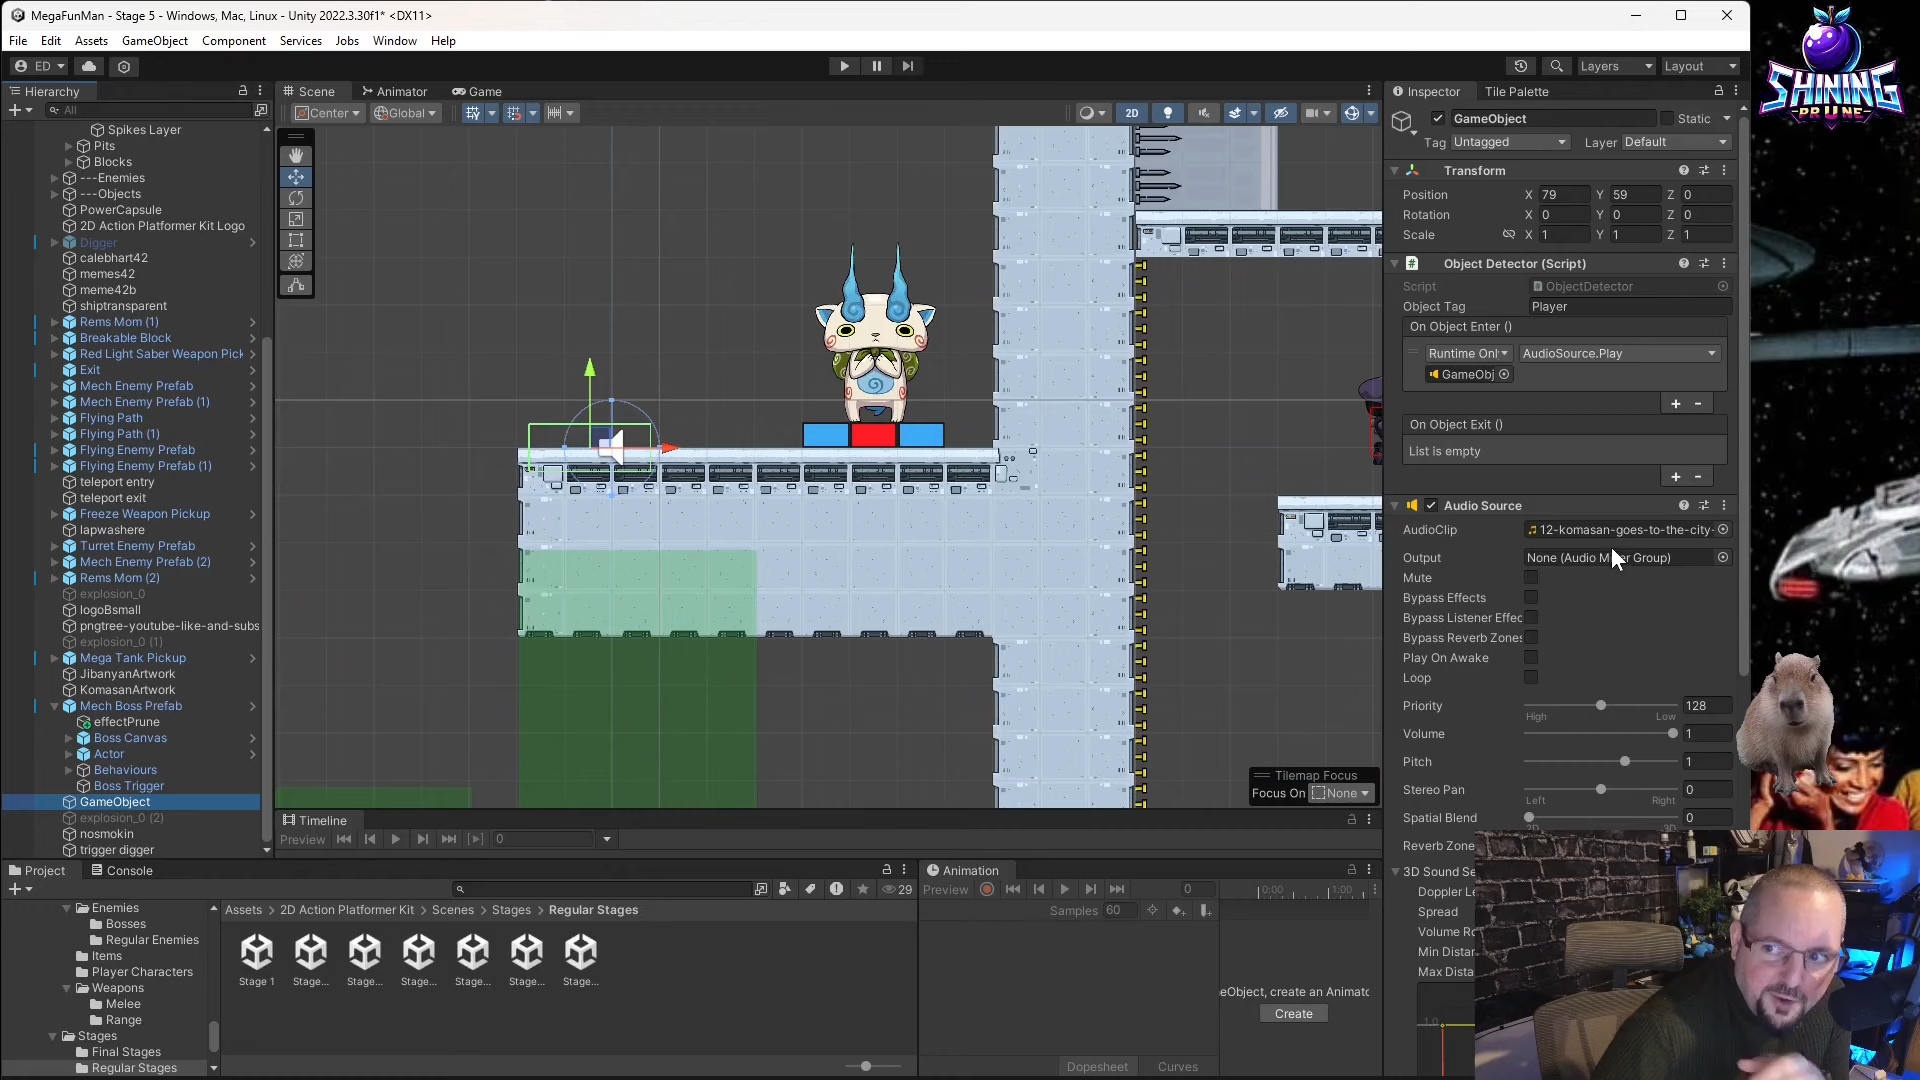 MegaFunMan - Stage 5 - Windows, Mac, Linux - Unity 2022.3.30f1* <DX11>
File Edit Assets GameObject Component Services Jobs Window Help
ED
Layers Layout
Hierarchy
All
Spikes Layer
Pits
Blocks
---Enemies
---Objects
PowerCapsule
2D Action Platformer Kit Logo
Digger
calebhart42
memes42
meme42b
shiptransparent
Rems Mom (1)
Breakable Block
Red Light Saber Weapon Pick
Exit
Mech Enemy Prefab
Mech Enemy Prefab (1)
Flying Path
Flying Path (1)
Flying Enemy Prefab
Flying Enemy Prefab (1)
teleport entry
teleport exit
Freeze Weapon Pickup
lapwashere
Turret Enemy Prefab
Mech Enemy Prefab (2)
Rems Mom (2)
explosion_0
logoBsmall
pngtree-youtube-like-and-subs
explosion_0 (1)
Mega Tank Pickup
JibanyanArtwork
KomasanArtwork
Mech Boss Prefab
effectPrune
Boss Canvas
Actor
Behaviours
Boss Trigger
GameObject
explosion_0 (2)
nosmokin
trigger digger
Scene Animator Game
Center Global 2D
Tilemap Focus
Focus On None
Timeline
Preview 0
Inspector Tile Palette
GameObject Static
Tag Untagged Layer Default
Transform
Position X 79 Y 59 Z 0
Rotation X 0 Y 0 Z 0
Scale X 1 Y 1 Z 1
Object Detector (Script)
Script ObjectDetector
Object Tag Player
On Object Enter ()
Runtime Onl AudioSource.Play
GameObj
+ -
On Object Exit ()
List is empty
+ -
Audio Source
AudioClip 12-komasan-goes-to-the-city-
Output None (Audio Mixer Group)
Mute
Bypass Effects
Bypass Listener Effec
Bypass Reverb Zones
Play On Awake
Loop
Priority 128
High Low
Volume 1
Pitch 1
Stereo Pan 0
Left Right
Spatial Blend 0
2D 3D
Reverb Zone
3D Sound Se
Doppler Le
Spread
Volume Ro
Min Distan
Max Dista
1.0
Project Console
29
Enemies
Bosses
Regular Enemies
Items
Player Characters
Weapons
Melee
Range
Stages
Final Stages
Regular Stages
Assets 2D Action Platformer Kit Scenes Stages Regular Stages
Stage 1 Stage... Stage... Stage... Stage... Stage... Stage...
Animation
Preview 0 0:00 1:00
Samples 60
eObject, create an Animato
Create
Dopesheet Curves
SHINING
PRUNE